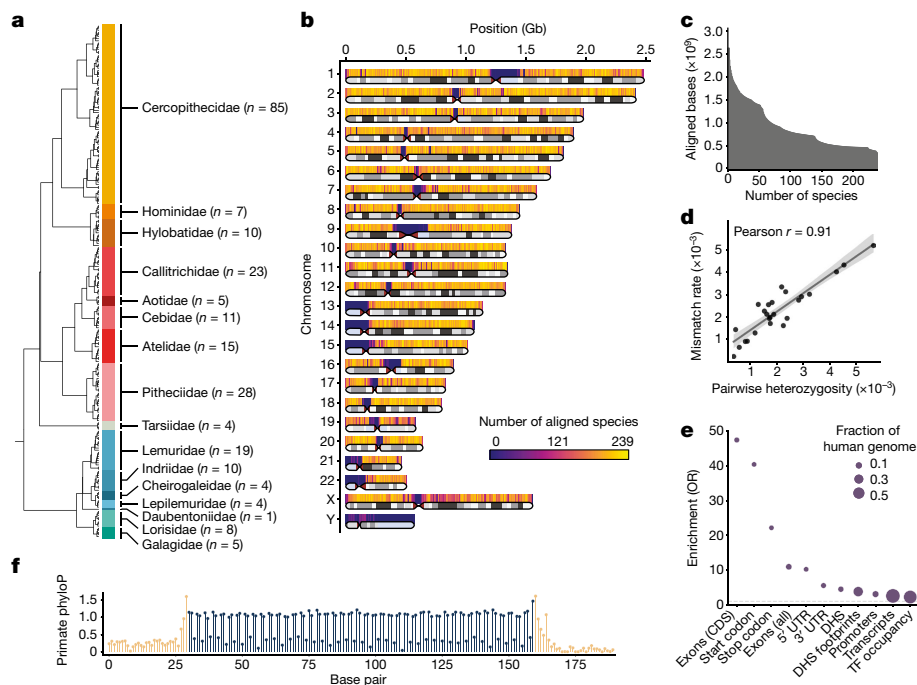 a
Cercopithecidae (n = 85)
Hominidae (n = 7)
Hylobatidae (n = 10)
Callitrichidae (n = 23)
Aotidae (n = 5)
Cebidae (n = 11)
Atelidae (n = 15)
Pitheciidae (n = 28)
Tarsiidae (n = 4)
Lemuridae (n = 19)
Indriidae (n = 10)
Cheirogaleidae (n = 4)
Lepilemuridae (n = 4)
Daubentoniidae (n = 1)
Lorisidae (n = 8)
Galagidae (n = 5)
b
Position (Gb)
0 0.5 1.0 1.5 2.0 2.5
Chromosome
1
2
3
4
5
6
7
8
9
10
11
12
13
14
15
16
17
18
19
20
21
22
X
Y
Number of aligned species
0 121 239
c
Aligned bases (×10⁹)
3.0
2.5
2.0
1.5
1.0
0.5
0
0 50 100 150 200
Number of species
d
Pearson r = 0.91
Mismatch rate (×10⁻³)
5
4
3
2
1
1 2 3 4 5
Pairwise heterozygosity (×10⁻³)
e
Enrichment (OR)
50
40
30
20
10
0
Fraction of
human genome
0.1
0.3
0.5
Exons (CDS)
Start codon
Stop codon
Exons (all)
5′ UTR
3′ UTR
DHS
DHS footprints
Promoters
Transcripts
TF occupancy
f
Primate phyloP
1.5
1.0
0.5
0
0 25 50 75 100 125 150 175
Base pair